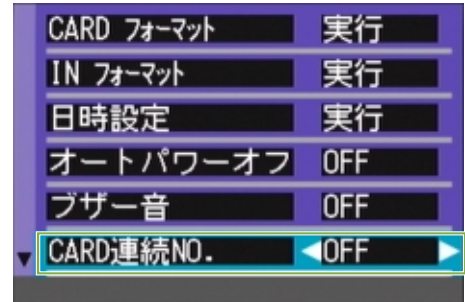 CARD フォーマット 実行
IN フォーマット 実行
日時設定 実行
オートパワーオフ OFF
ブザー音 OFF
CARD連続NO. OFF